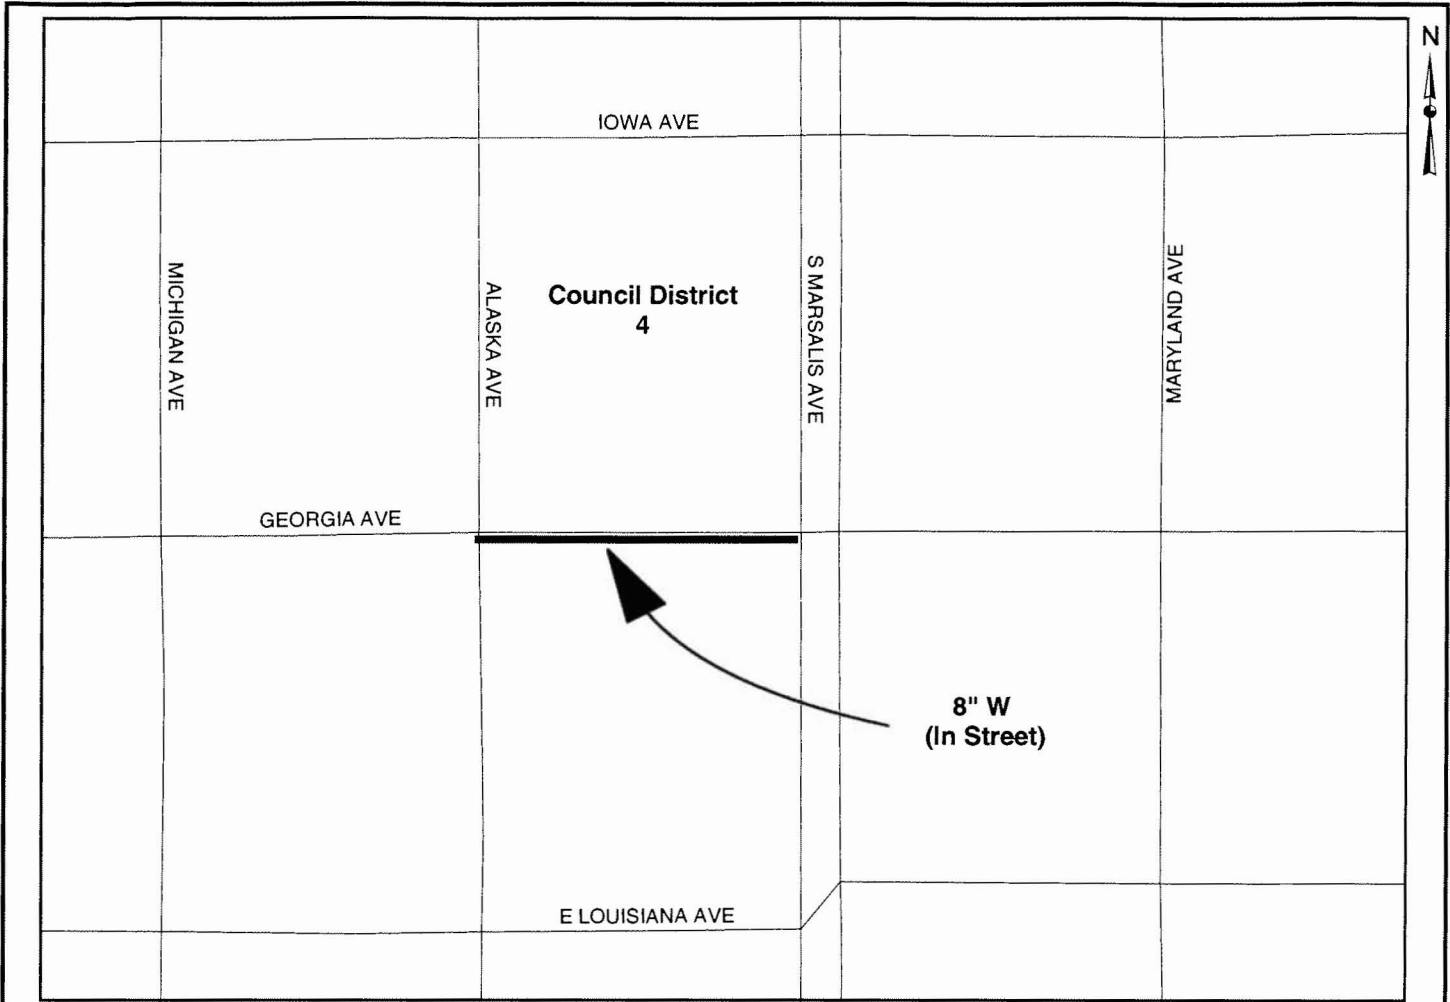 N
IOWA AVE
MICHIGAN AVE
ALASKA AVE
Council District
4
S MARSALIS AVE
MARYLAND AVE
GEORGIA AVE
8" W
(In Street)
E LOUISIANA AVE